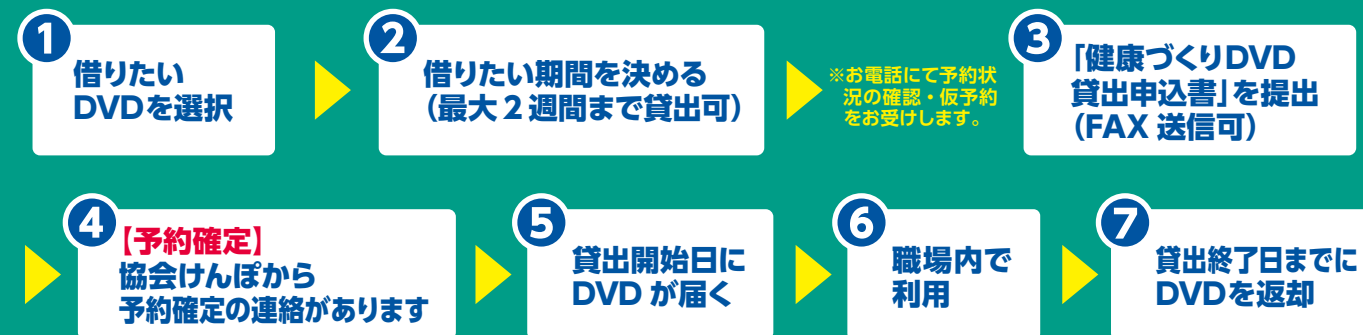 1
借りたい
DVDを選択
2
借りたい期間を決める
(最大2週間まで貸出可)
※お電話にて予約状
況の確認・仮予約
をお受けします。
3
「健康づくりDVD
貸出申込書」を提出
(FAX 送信可)
4
【予約確定】
協会けんぽから
予約確定の連絡があります
5
貸出開始日に
DVD が届く
6
職場内で
利用
7
貸出終了日までに
DVDを返却